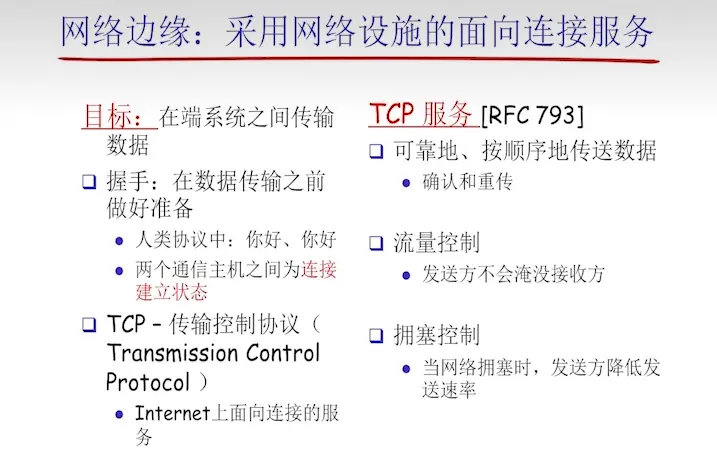 网络边缘：采用网络设施的面向连接服务
目标：在端系统之间传输
数据
握手：在数据传输之前
做好准备
人类协议中：你好、你好
两个通信主机之间为连接
建立状态
TCP – 传输控制协议（
Transmission Control
Protocol ）
Internet上面向连接的服
务
TCP 服务 [RFC 793]
可靠地、按顺序地传送数据
确认和重传
流量控制
发送方不会淹没接收方
拥塞控制
当网络拥塞时，发送方降低发
送速率